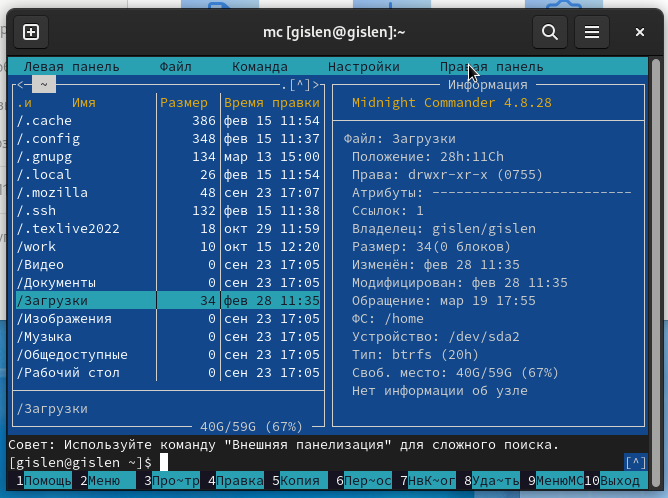 mc [gislen@gislen]:~
Левая панель Файл Команда Настройки Правая панель
<─ ~ .[^]> Информация
.и Имя Размер Время правки Midnight Commander 4.8.28
/.cache 386 фев 15 11:54
/.config 348 фев 15 11:37 Файл: Загрузки
/.gnupg 134 мар 13 15:00 Положение: 28h:11Ch
/.local 26 фев 15 11:54 Права: drwxr-xr-x (0755)
/.mozilla 48 сен 23 17:07 Атрибуты: -------------------------
/.ssh 132 фев 15 11:38 Ссылок: 1
/.texlive2022 18 окт 29 11:59 Владелец: gislen/gislen
/work 10 окт 15 12:20 Размер: 34(0 блоков)
/Видео 0 сен 23 17:05 Изменён: фев 28 11:35
/Документы 0 сен 23 17:05 Модифицирован: фев 28 11:35
/Загрузки 34 фев 28 11:35 Обращение: мар 19 17:55
/Изображения 0 сен 23 17:05 ФС: /home
/Музыка 0 сен 23 17:05 Устройство: /dev/sda2
/Общедоступные 0 сен 23 17:05 Тип: btrfs (20h)
/Рабочий стол 0 сен 23 17:05 Своб. место: 40G/59G (67%)
Нет информации об узле
/Загрузки
40G/59G (67%)
Совет: Используйте команду "Внешняя панелизация" для сложного поиска.
[gislen@gislen ~]$ [^]
1Помощь 2Меню 3Про~тр 4Правка 5Копия 6Пер~ос 7НвК~ог 8Уда~ть 9МенюMC 10Выход